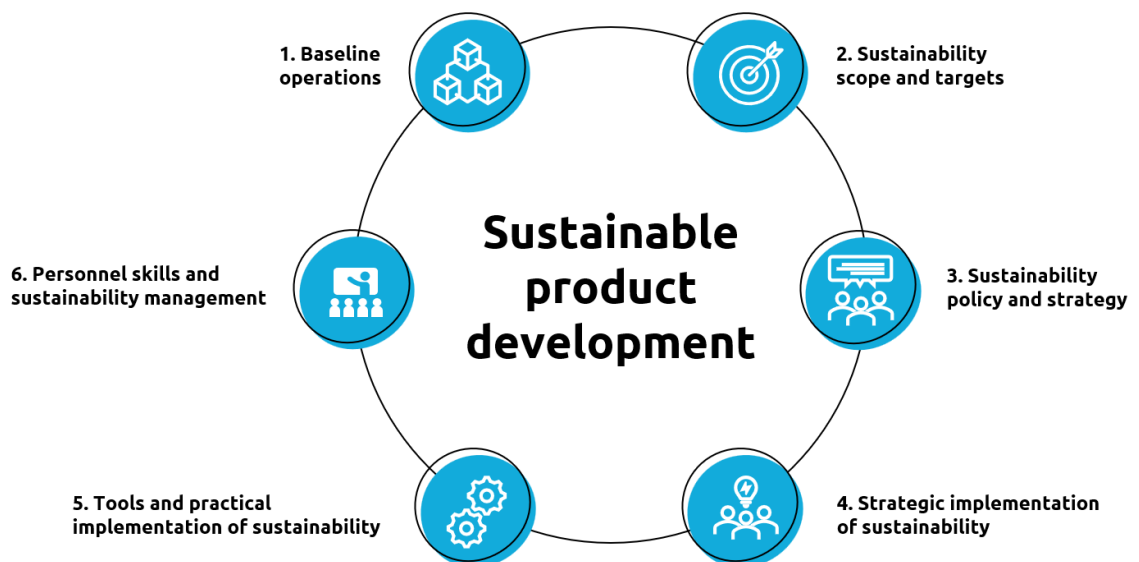 1. Baseline
operations
2. Sustainability
scope and targets
Sustainable
product
development
3. Sustainability
policy and strategy
4. Strategic implementation
of sustainability
5. Tools and practical
implementation of sustainability
6. Personnel skills and
sustainability management